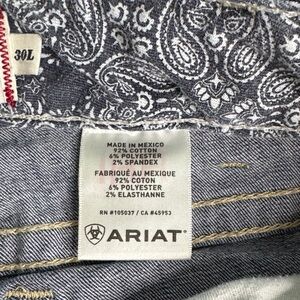 30L
MADE IN MEXICO
92% COTTON
6% POLYESTER
2% SPANDEX
FABRIQUÉ AU MEXIQUE
92% COTON
6% POLYESTER
2% ELASTHANNE
RN #105037 / CA #45953
ARIAT